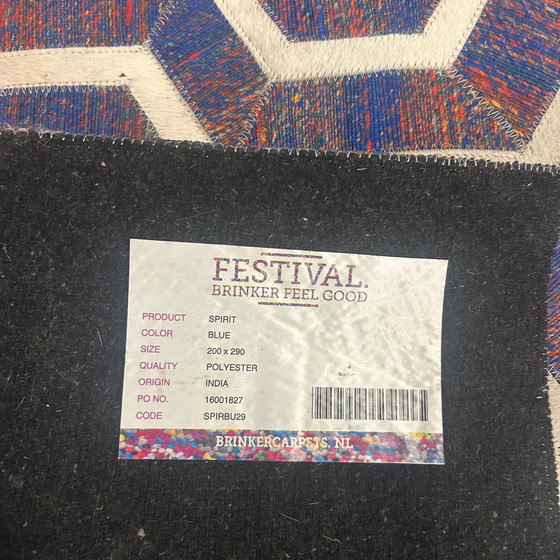 FESTIVAL.
BRINKER FEEL GOOD
PRODUCT SPIRIT
COLOR BLUE
SIZE 200 x 290
QUALITY POLYESTER
ORIGIN INDIA
PO NO. 16001827
CODE SPIRBU29
BRINKERCARPETS. NL